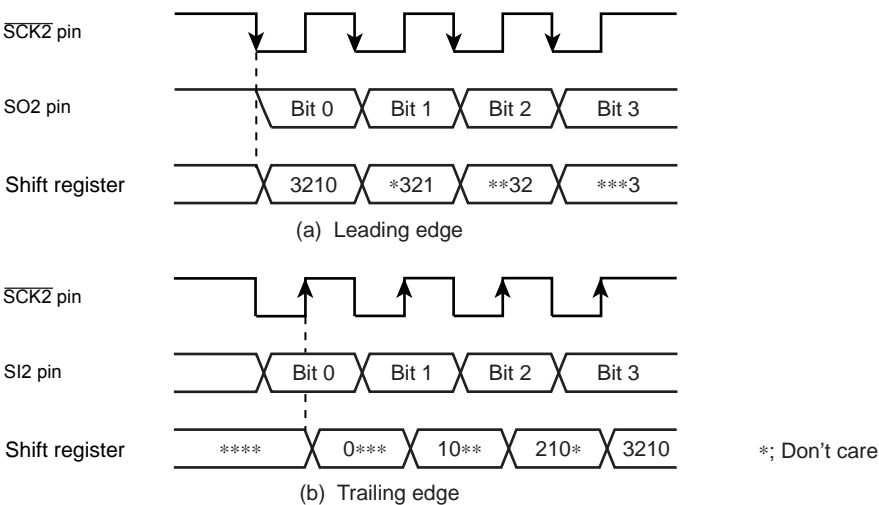 SCK2 pin
SO2 pin Bit 0 Bit 1 Bit 2 Bit 3
Shift register 3210 *321 **32 ***3
(a) Leading edge
SCK2 pin
SI2 pin Bit 0 Bit 1 Bit 2 Bit 3
Shift register **** 0*** 10** 210* 3210 *; Don't care
(b) Trailing edge